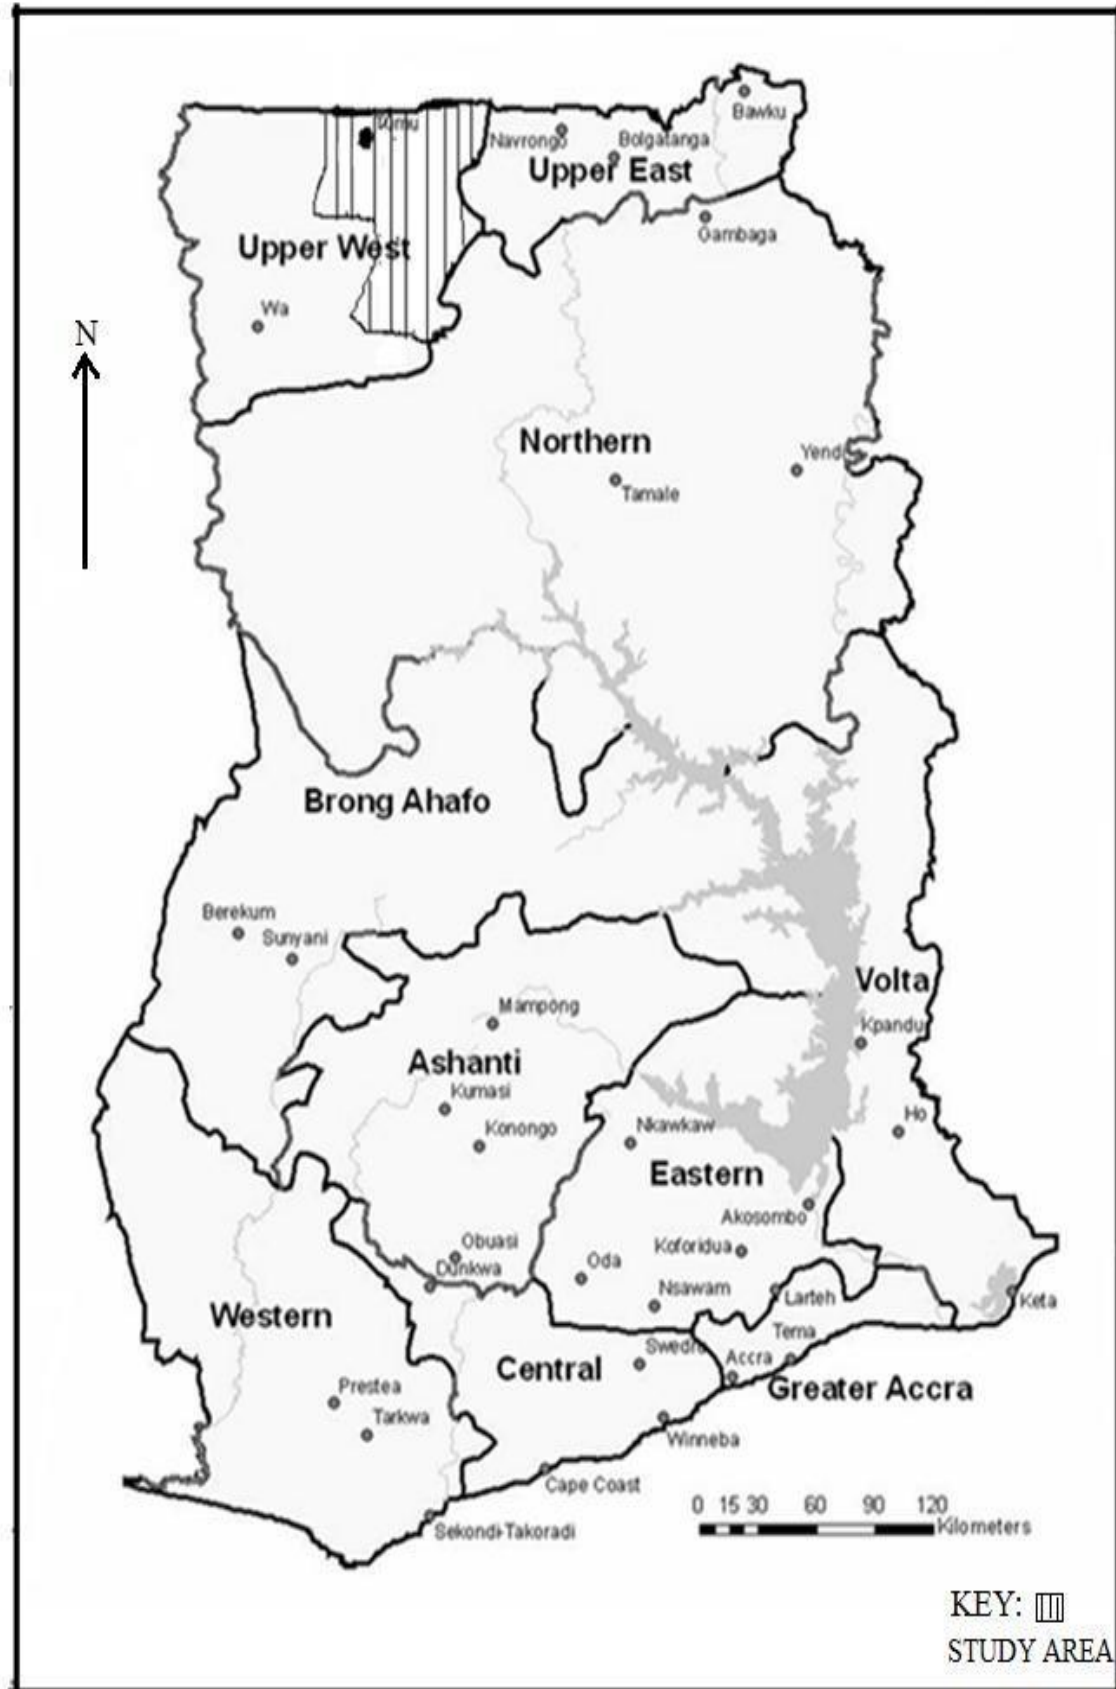 Bawku
Navrongo
Bolgatanga
Upper East
Gambaga
Upper West
Wa
N
Northern
Tamale
Brong Ahafo
Berekum
Sunyani
Volta
Mampong
Kpandu
Ashanti
Kumasi
Konongo
Nkawkaw
Ho
Eastern
Akosombo
Koforidua
Obuasi
Dunkwa
Oda
Nsawam
Larteh
Keta
Western
Tema
Central
Accra
Greater Accra
Prestea
Tarkwa
Winneba
Cape Coast
Sekondi-Takoradi
0 15 30 60 90 120
Kilometers
KEY:
STUDY AREA